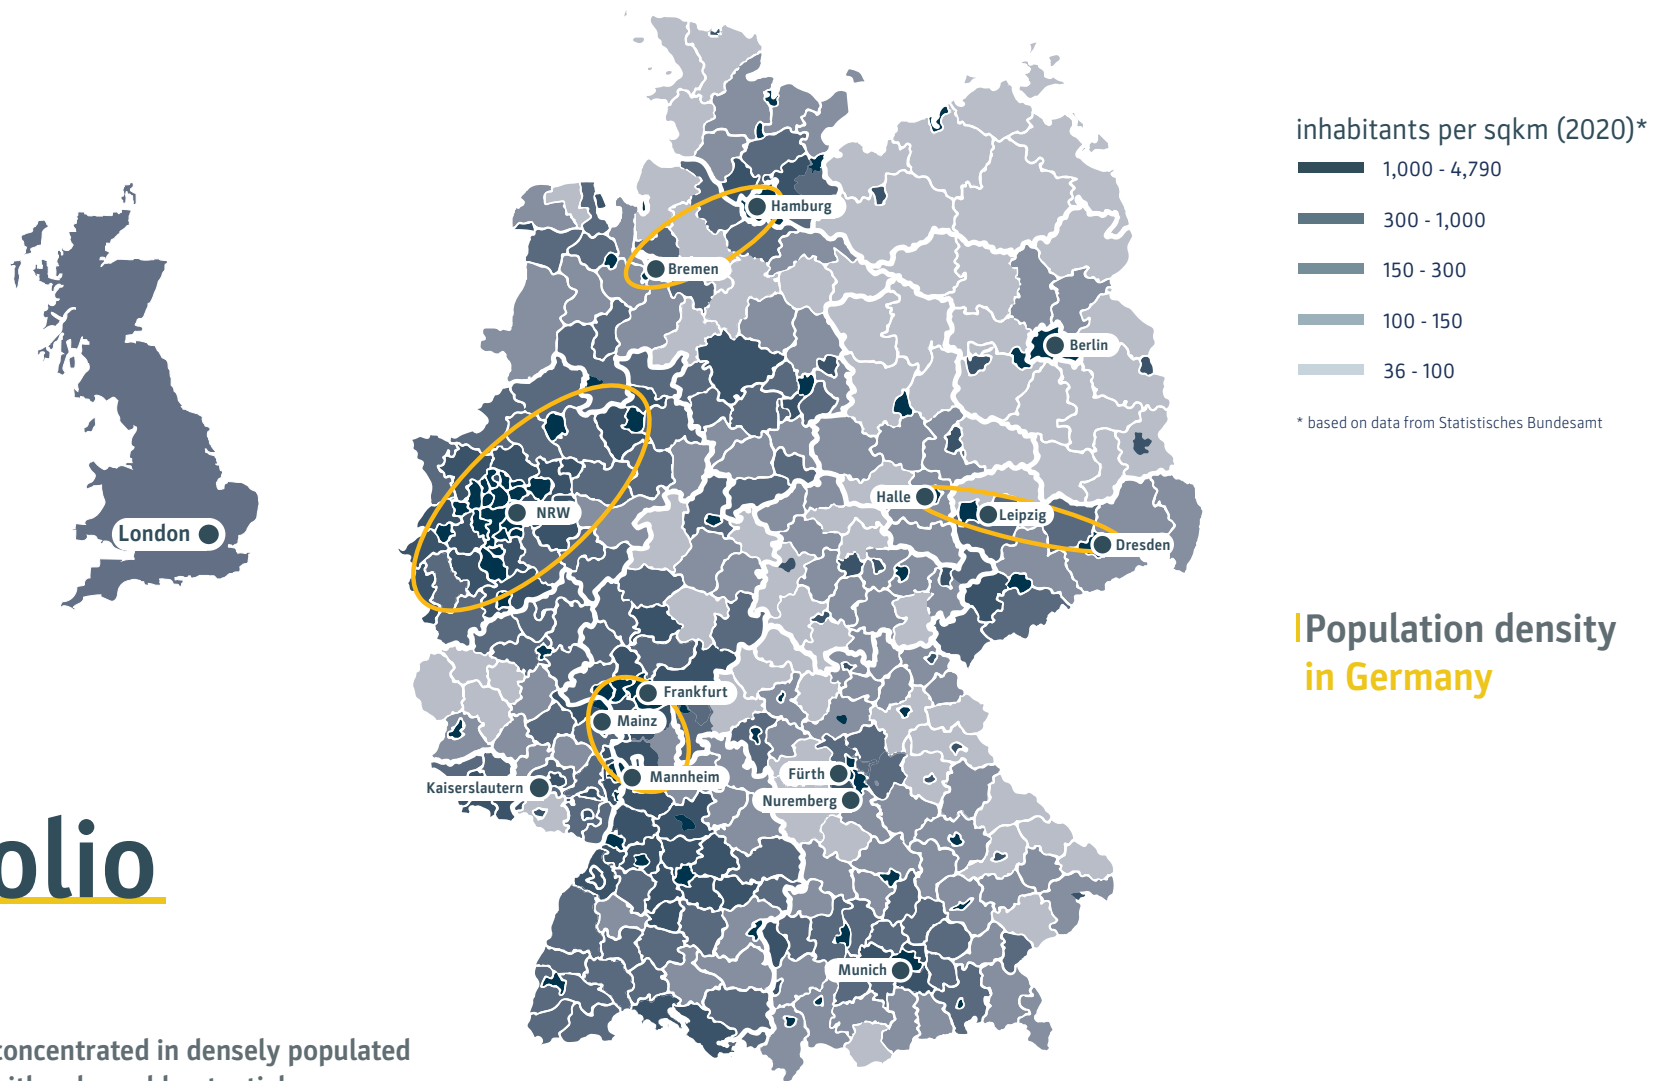 inhabitants per sqkm (2020)*
1,000 - 4,790
300 - 1,000
150 - 300
100 - 150
36 - 100
* based on data from Statistisches Bundesamt
Hamburg
Bremen
Berlin
Halle
Leipzig
NRW
London
Dresden
Population density
in Germany
Frankfurt
Mainz
Mannheim
Fürth
Kaiserslautern
Nuremberg
olio
Munich
concentrated in densely populated